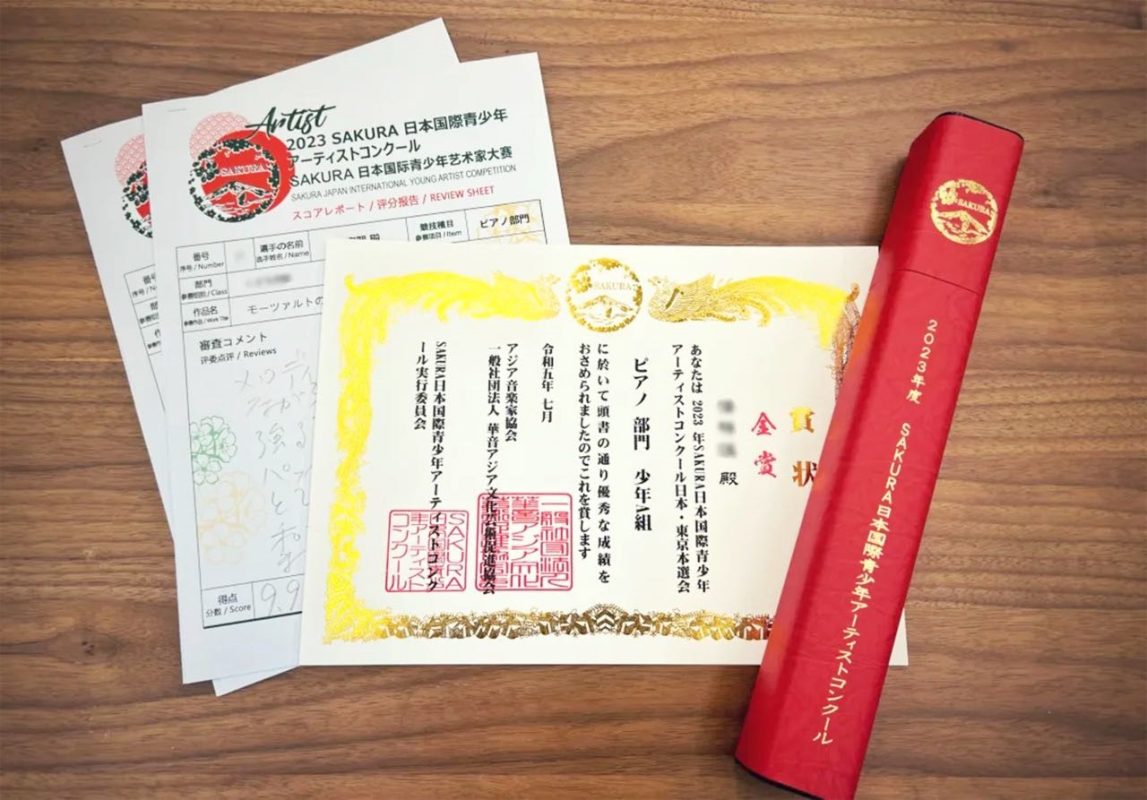 Artist
2023 SAKURA 日本国際青少年
アーティストコンクール
SAKURA 日本国际青少年艺术家大赛
SAKURA JAPAN INTERNATIONAL YOUNG ARTIST COMPETITION
スコアレポート / 评分报告 / REVIEW SHEET
SAKURA
番号
序号 / Number
選手の名前
选手姓名 / Name
殿
競技種目
参赛项目 / Item
ピアノ部門
部門
参赛组别 / Class
作品名
参赛作品 / Work Title
モーツァルトの
審査コメント
评委点评 / Reviews
得点
分数 / Score
9.9
SAKURA
賞状
金賞
殿
あなたは 2023 年SAKURA日本国際青少年
アーティストコンクール日本・東京本選会
ピアノ 部門 少年A組
に於いて頭書の通り優秀な成績を
おさめられましたのでこれを賞します
令和五年 七月
アジア音楽家協会
一般社団法人 華音アジア文化芸術促進協会
SAKURA日本国際青少年アーティストコンク
ール実行委員会
SAKURA
2023年度 SAKURA日本国際青少年アーティストコンクール